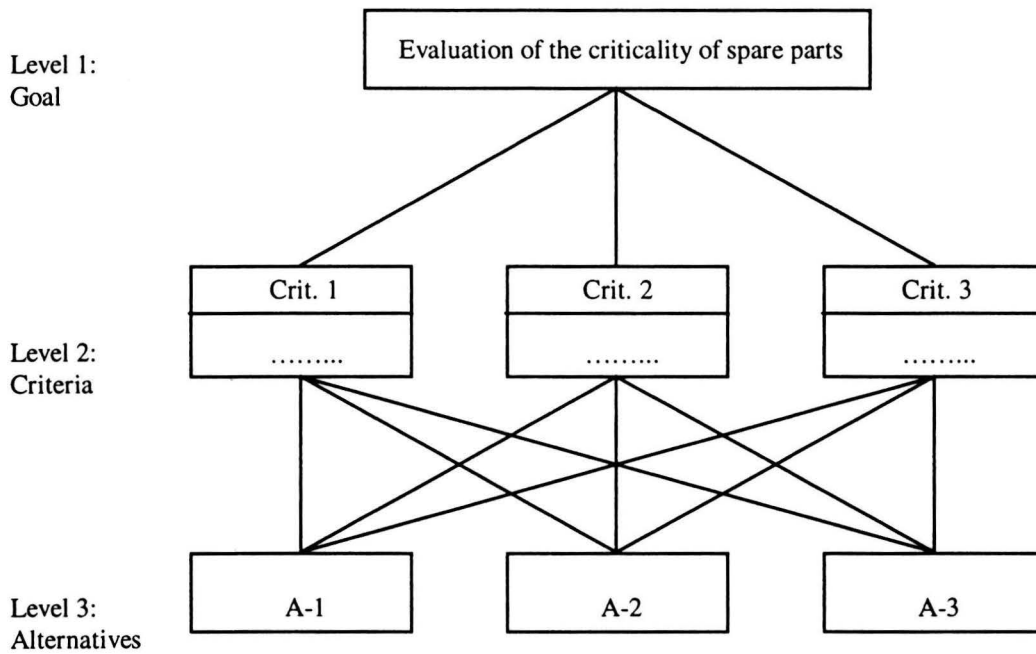 Evaluation of the criticality of spare parts
Level 1:
Goal
Crit. 1
Crit. 2
Crit. 3
.........
.........
.........
Level 2:
Criteria
A-1
A-2
A-3
Level 3:
Alternatives